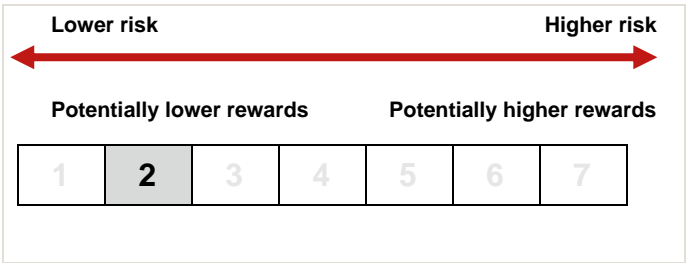 Lower risk Higher risk
Potentially lower rewards Potentially higher rewards
1 2 3 4 5 6 7